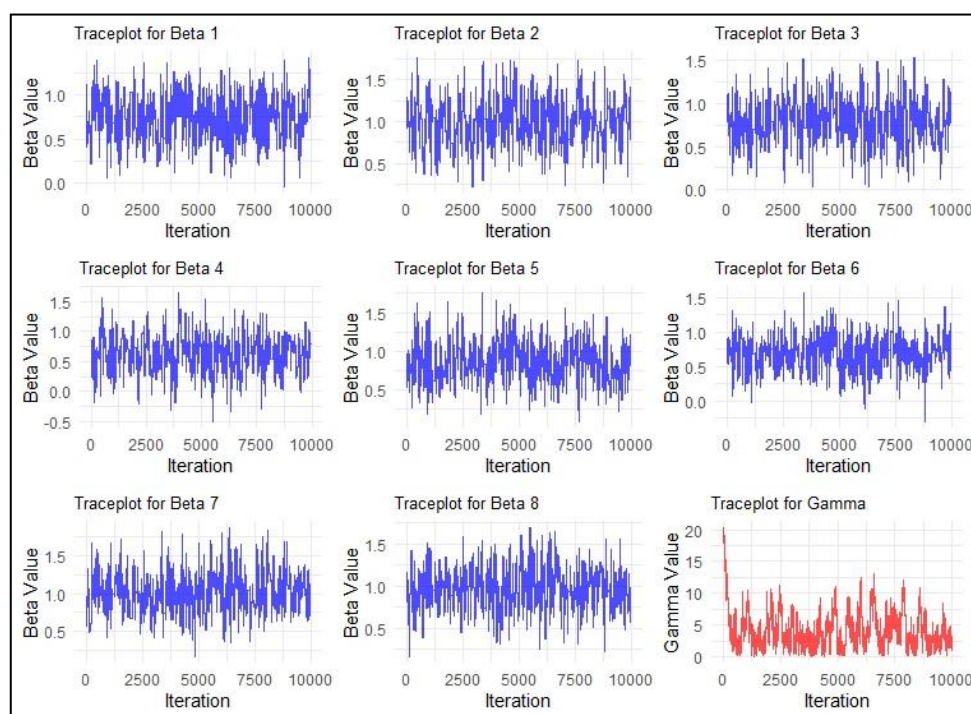 Traceplot for Beta 1
Beta Value
1.0
0.5
0.0
0 2500 5000 7500 10000
Iteration
Traceplot for Beta 2
Beta Value
1.5
1.0
0.5
0 2500 5000 7500 10000
Iteration
Traceplot for Beta 3
Beta Value
1.5
1.0
0.5
0.0
0 2500 5000 7500 10000
Iteration
Traceplot for Beta 4
Beta Value
1.5
1.0
0.5
0.0
-0.5
0 2500 5000 7500 10000
Iteration
Traceplot for Beta 5
Beta Value
1.5
1.0
0.5
0 2500 5000 7500 10000
Iteration
Traceplot for Beta 6
Beta Value
1.5
1.0
0.5
0.0
0 2500 5000 7500 10000
Iteration
Traceplot for Beta 7
Beta Value
1.5
1.0
0.5
0 2500 5000 7500 10000
Iteration
Traceplot for Beta 8
Beta Value
1.5
1.0
0.5
0 2500 5000 7500 10000
Iteration
Traceplot for Gamma
Gamma Value
20
15
10
5
0
0 2500 5000 7500 10000
Iteration